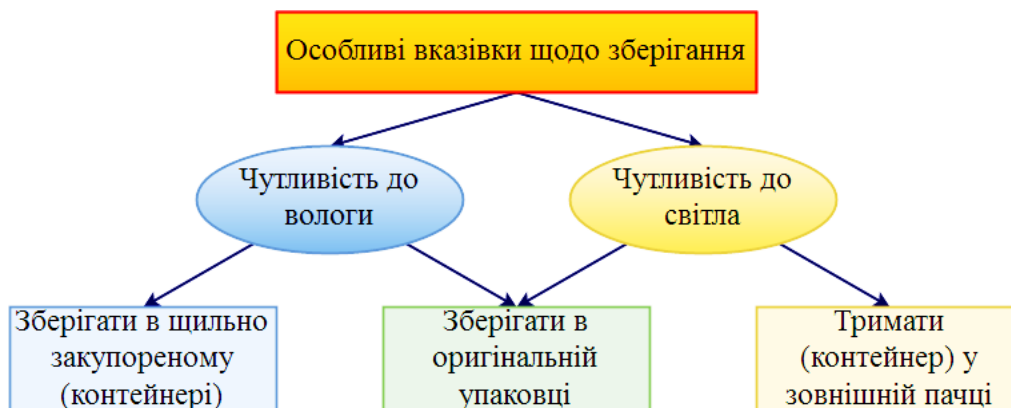 Особливі вказівки щодо зберігання
Чутливість до
вологи
Чутливість до
світла
Зберігати в щильно
закупореному
(контейнері)
Зберігати в
оригінальній
упаковці
Тримати
(контейнер) у
зовнішній пачці